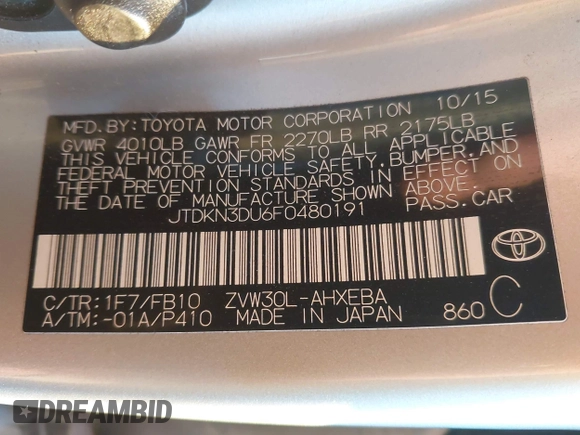 MFD. BY: TOYOTA MOTOR CORPORATION 10/15
GVWR 4010LB GAWR FR 2270LB RR 2175LB
THIS VEHICLE CONFORMS TO ALL APPLICABLE
FEDERAL MOTOR VEHICLE SAFETY, BUMPER, AND
THEFT PREVENTION STANDARDS IN EFFECT ON
THE DATE OF MANUFACTURE SHOWN ABOVE.
JTDKN3DU6F0480191 PASS. CAR
C/TR: 1F7/FB10 ZVW30L-AHXEBA
A/TM: -01A/P410 MADE IN JAPAN 860 C
DREAMBID